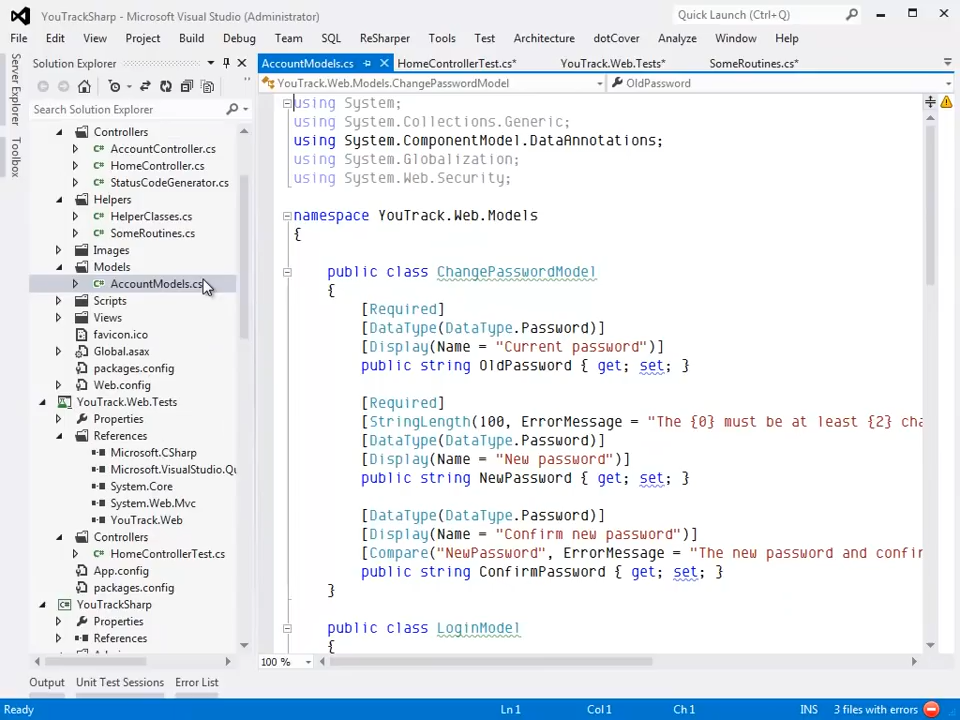 YouTrackSharp - Microsoft Visual Studio (Administrator)
Quick Launch (Ctrl+Q)
File Edit View Project Build Debug Team SQL ReSharper Tools Test Architecture dotCover Analyze Window Help
Server Explorer
Toolbox
Solution Explorer
Search Solution Explorer
Controllers
AccountController.cs
HomeController.cs
StatusCodeGenerator.cs
Helpers
HelperClasses.cs
SomeRoutines.cs
Images
Models
AccountModels.cs
Scripts
Views
favicon.ico
Global.asax
packages.config
Web.config
YouTrack.Web.Tests
Properties
References
Microsoft.CSharp
Microsoft.VisualStudio.Qu
System.Core
System.Web.Mvc
YouTrack.Web
Controllers
HomeControllerTest.cs
App.config
packages.config
YouTrackSharp
Properties
References
AccountModels.cs HomeControllerTest.cs* YouTrack.Web.Tests* SomeRoutines.cs*
YouTrack.Web.Models.ChangePasswordModel OldPassword
using System;
using System.Collections.Generic;
using System.ComponentModel.DataAnnotations;
using System.Globalization;
using System.Web.Security;
namespace YouTrack.Web.Models
{
public class ChangePasswordModel
{
[Required]
[DataType(DataType.Password)]
[Display(Name = "Current password")]
public string OldPassword { get; set; }
[Required]
[StringLength(100, ErrorMessage = "The {0} must be at least {2} cha
[DataType(DataType.Password)]
[Display(Name = "New password")]
public string NewPassword { get; set; }
[DataType(DataType.Password)]
[Display(Name = "Confirm new password")]
[Compare("NewPassword", ErrorMessage = "The new password and confir
public string ConfirmPassword { get; set; }
}
public class LoginModel
{
100 %
Output Unit Test Sessions Error List
Ready Ln 1 Col 1 Ch 1 INS 3 files with errors